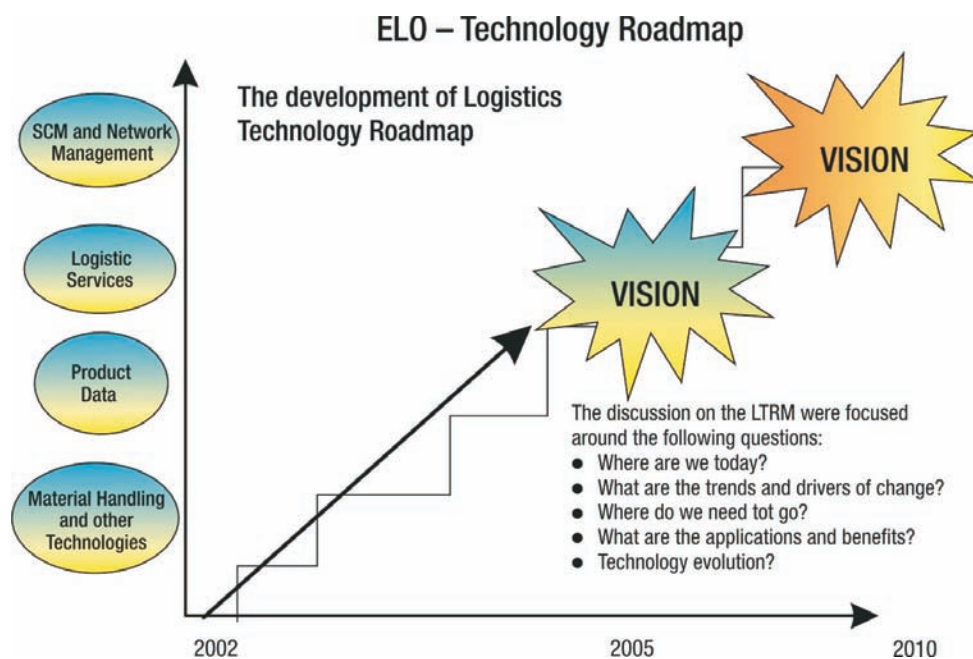 ELO – Technology Roadmap
The development of Logistics
Technology Roadmap
SCM and Network
Management
Logistic
Services
Product
Data
Material Handling
and other
Technologies
VISION
VISION
The discussion on the LTRM were focused
around the following questions:
● Where are we today?
● What are the trends and drivers of change?
● Where do we need tot go?
● What are the applications and benefits?
● Technology evolution?
2002
2005
2010